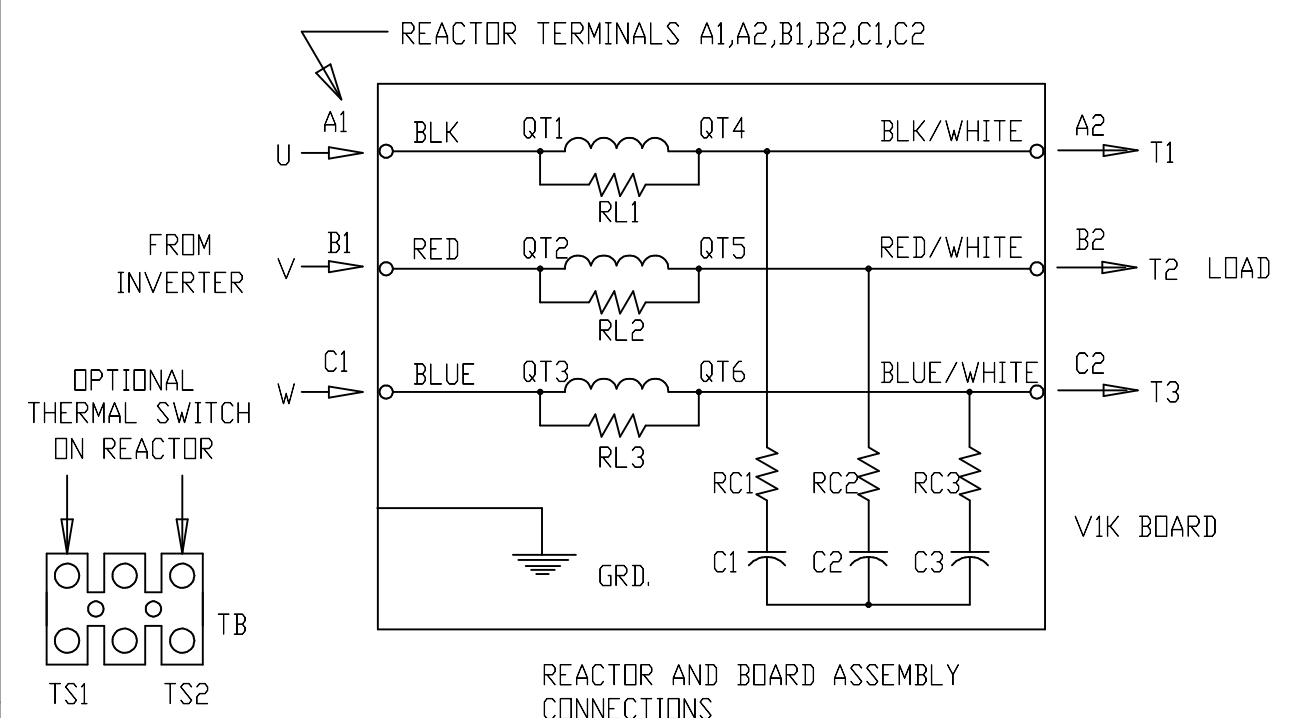 REACTOR TERMINALS A1,A2,B1,B2,C1,C2
A1 BLK QT1 QT4 BLK/WHITE A2
U T1
RL1
FROM
INVERTER
B1 RED QT2 QT5 RED/WHITE B2
V T2 LOAD
RL2
C1 BLUE QT3 QT6 BLUE/WHITE C2
W T3
RL3
OPTIONAL
THERMAL SWITCH
ON REACTOR
RC1 RC2 RC3
V1K BOARD
C1 C2 C3
GRD.
TB
TS1 TS2
REACTOR AND BOARD ASSEMBLY
CONNECTIONS